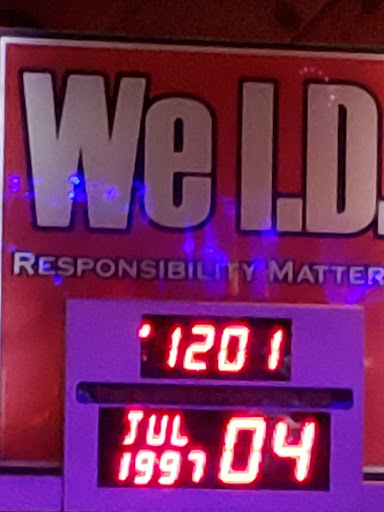 We I.D.
RESPONSIBILITY MATTER
1201
JUL
1997 04